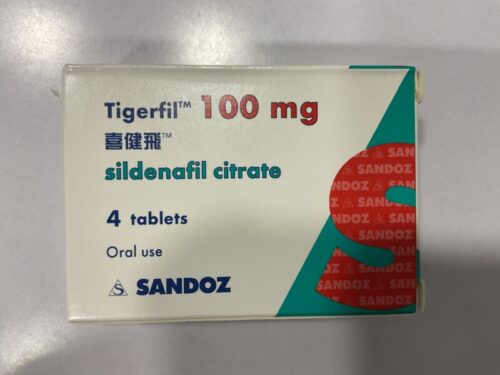 Tigerfil™ 100 mg
喜健飛™
sildenafil citrate
4 tablets
Oral use
SANDOZ